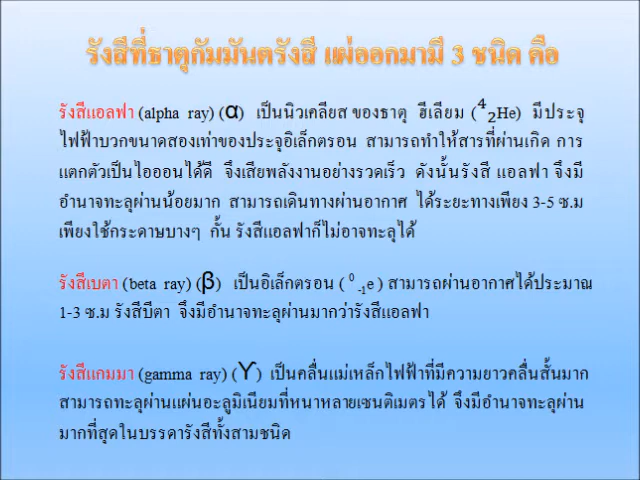 รังสีที่ธาตุกัมมันตรังสี แผ่ออกมามี 3 ชนิด คือ
รังสีแอลฟา (alpha ray) (α) เป็นนิวเคลียส ของธาตุ ฮีเลียม (⁴₂He) มีประจุ
ไฟฟ้าบวกขนาดสองเท่าของประจุอิเล็กตรอน สามารถทำให้สารที่ผ่านเกิด การ
แตกตัวเป็นไอออนได้ดี จึงเสียพลังงานอย่างรวดเร็ว ดังนั้นรังสี แอลฟา จึงมี
อำนาจทะลุผ่านน้อยมาก สามารถเดินทางผ่านอากาศ ได้ระยะทางเพียง 3-5 ซ.ม
เพียงใช้กระดาษบางๆ กั้น รังสีแอลฟาก็ไม่อาจทะลุได้
รังสีเบตา (beta ray) (β) เป็นอิเล็กตรอน (⁰₋₁e) สามารถผ่านอากาศได้ประมาณ
1-3 ซ.ม รังสีบีตา จึงมีอำนาจทะลุผ่านมากว่ารังสีแอลฟา
รังสีแกมมา (gamma ray) (ϒ) เป็นคลื่นแม่เหล็กไฟฟ้าที่มีความยาวคลื่นสั้นมาก
สามารถทะลุผ่านแผ่นอะลูมิเนียมที่หนาหลายเซนติเมตรได้ จึงมีอำนาจทะลุผ่าน
มากที่สุดในบรรดารังสีทั้งสามชนิด